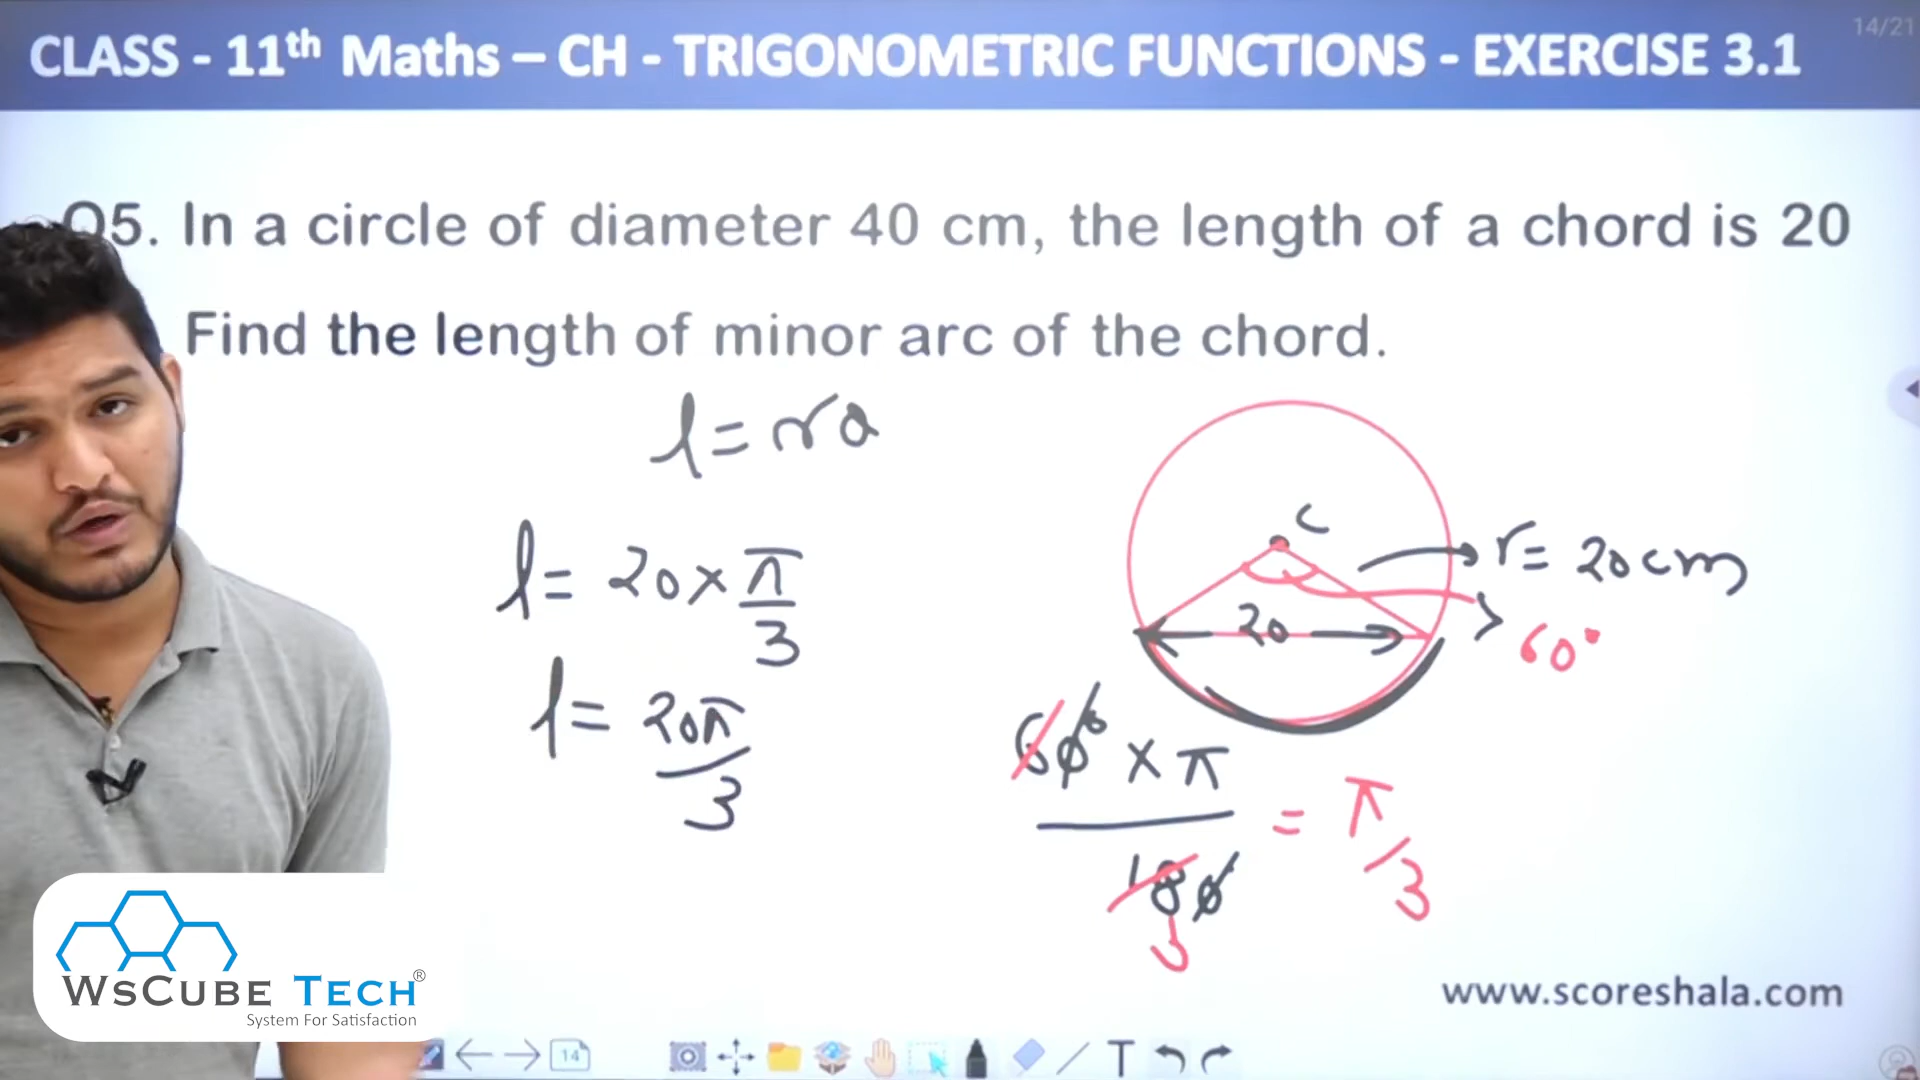 14/21
CLASS - 11th Maths – CH - TRIGONOMETRIC FUNCTIONS - EXERCISE 3.1
Q5. In a circle of diameter 40 cm, the length of a chord is 20
Find the length of minor arc of the chord.
l = rθ
l = 20 × π/3
l = 20π/3
C
r = 20cm
20
60°
60° × π / 180 = π/3
3
WSCUBE TECH®
System For Satisfaction
www.scoreshala.com
14
T